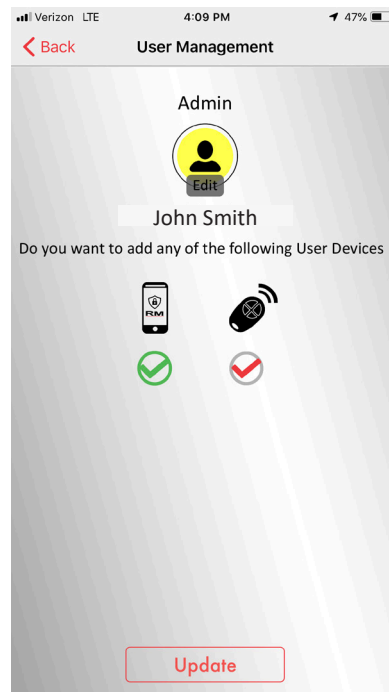 Verizon LTE 4:09 PM 47%
Back User Management
Admin
Edit
John Smith
Do you want to add any of the following User Devices
RM
Update